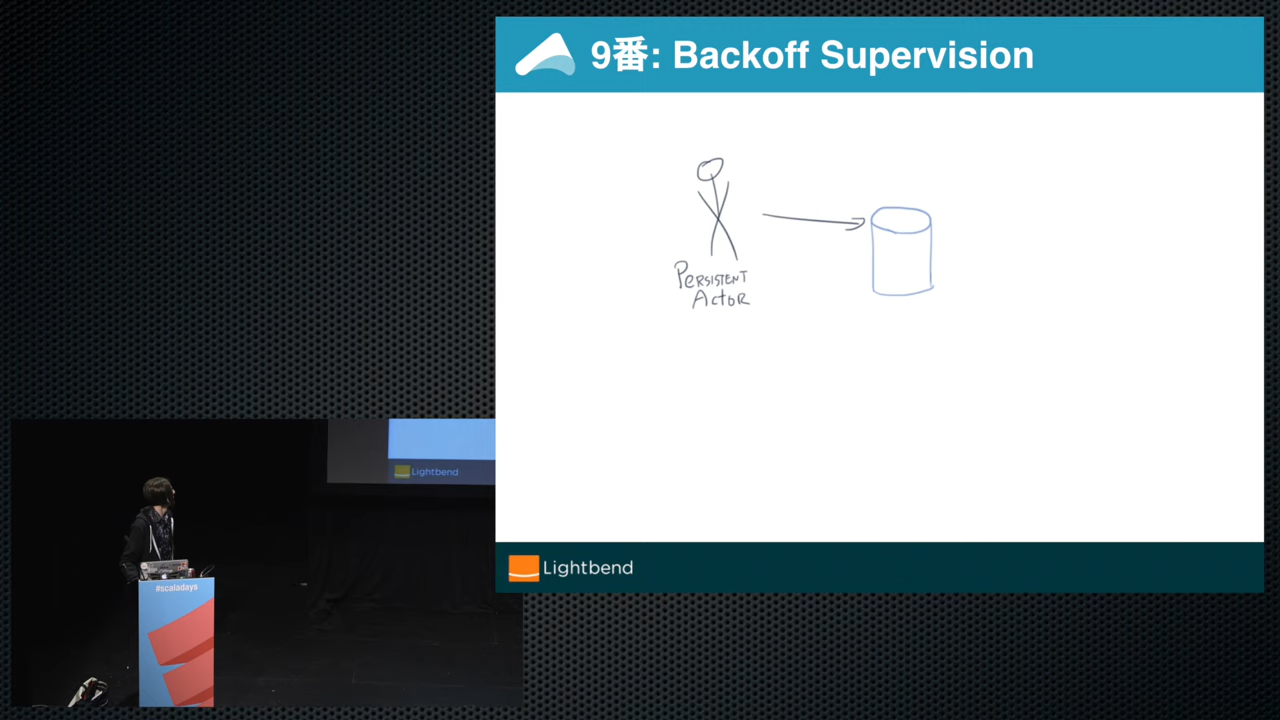 9番: Backoff Supervision
PERSISTENT
ACTOR
Lightbend
Lightbend
#scaladays